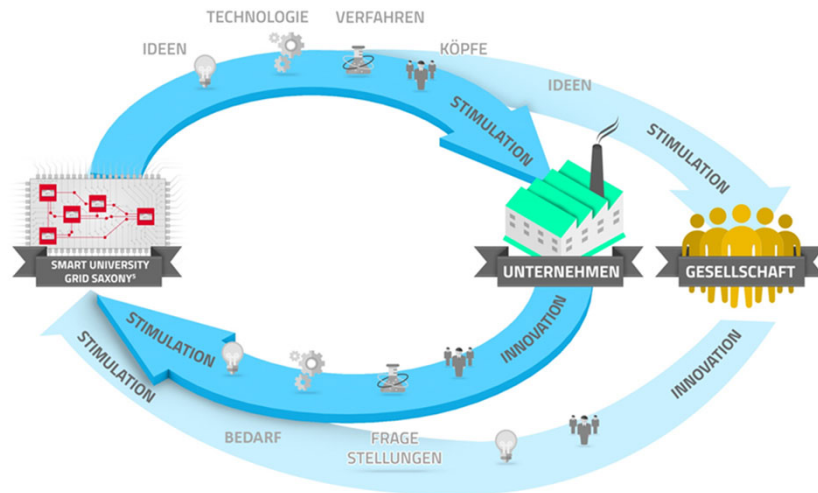 TECHNOLOGIE
VERFAHREN
IDEEN
KÖPFE
IDEEN
STIMULATION
STIMULATION
SMART UNIVERSITY
GRID SAXONY⁵
UNTERNEHMEN
GESELLSCHAFT
STIMULATION
INNOVATION
STIMULATION
INNOVATION
BEDARF
FRAGE
STELLUNGEN